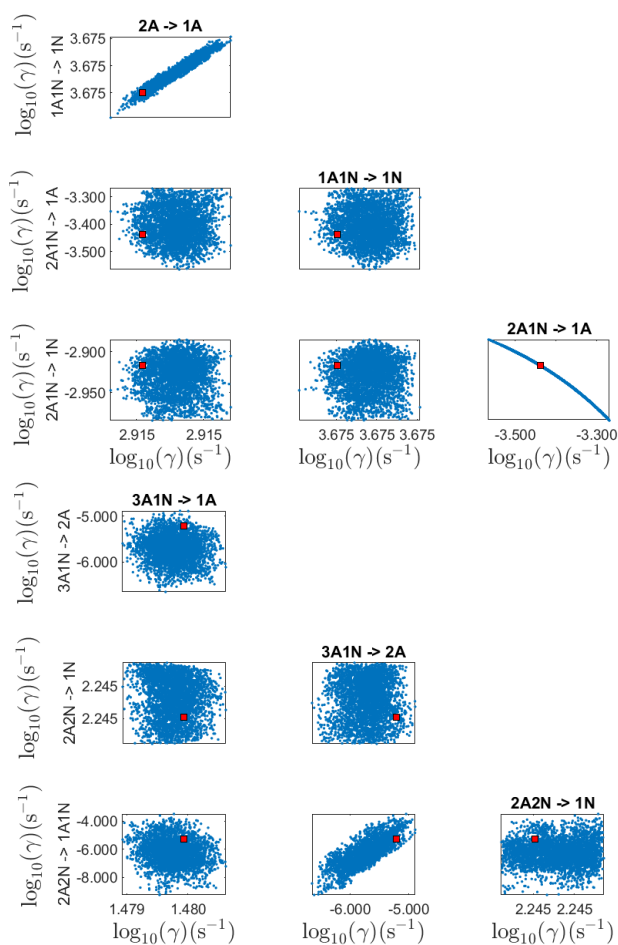 2A -> 1A
log10(γ)(s−1)
1A1N -> 1N
3.675
3.675
3.675
1A1N -> 1N
log10(γ)(s−1)
2A1N -> 1A
-3.300
-3.400
-3.500
2A1N -> 1A
log10(γ)(s−1)
2A1N -> 1N
-2.900
-2.950
2.915 2.915
3.675 3.675 3.675
-3.500 -3.300
log10(γ)(s−1) log10(γ)(s−1) log10(γ)(s−1)
3A1N -> 1A
log10(γ)(s−1)
3A1N -> 2A
-5.000
-6.000
3A1N -> 2A
log10(γ)(s−1)
2A2N -> 1N
2.245
2.245
2A2N -> 1N
log10(γ)(s−1)
2A2N -> 1A1N
-4.000
-6.000
-8.000
1.479 1.480
-6.000 -5.000
2.245 2.245
log10(γ)(s−1) log10(γ)(s−1) log10(γ)(s−1)